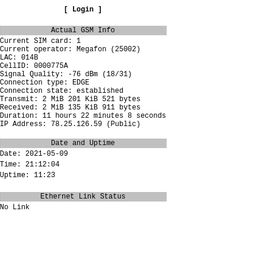 [ Login ]
Actual GSM Info
Current SIM card: 1
Current operator: Megafon (25002)
LAC: 014B
CellID: 0000775A
Signal Quality: -76 dBm (18/31)
Connection type: EDGE
Connection state: established
Transmit: 2 MiB 201 KiB 521 bytes
Received: 2 MiB 135 KiB 911 bytes
Duration: 11 hours 22 minutes 8 seconds
IP Address: 78.25.126.59 (Public)
Date and Uptime
Date: 2021-05-09
Time: 21:12:04
Uptime: 11:23
Ethernet Link Status
No Link